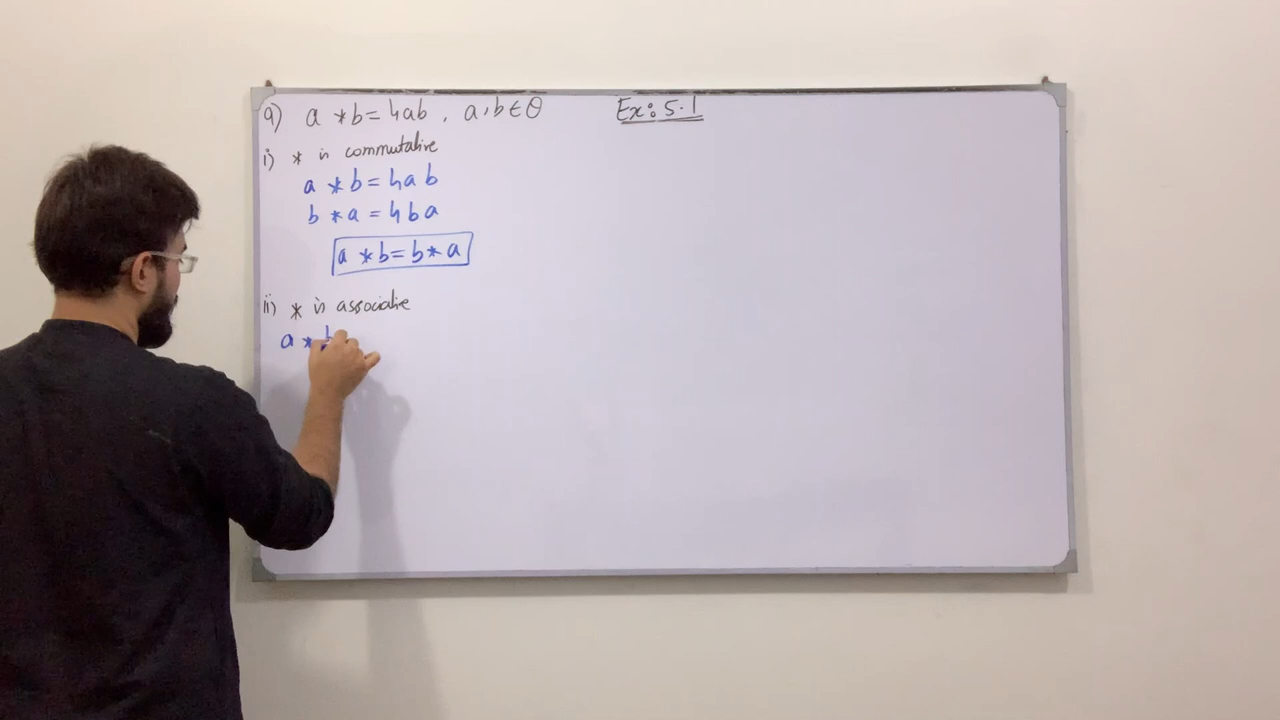 9) a * b = 4ab , a,b ∈ Q Ex: 5.1
i) * is commutative
a * b = 4ab
b * a = 4ba
a * b = b * a
ii) * is associative
a * b